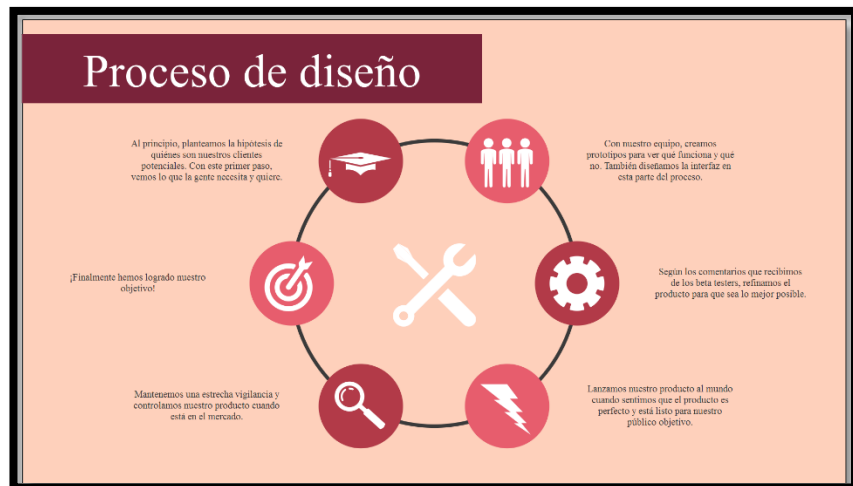 Proceso de diseño
Al principio, planteamos la hipótesis de
quiénes son nuestros clientes
potenciales. Con este primer paso,
vemos lo que la gente necesita y quiere.
Con nuestro equipo, creamos
prototipos para ver qué funciona y qué
no. También diseñamos la interfaz en
esta parte del proceso.
Según los comentarios que recibimos
de los beta testers, refinamos el
producto para que sea lo mejor posible.
Lanzamos nuestro producto al mundo
cuando sentimos que el producto es
perfecto y está listo para nuestro
público objetivo.
Mantenemos una estrecha vigilancia y
controlamos nuestro producto cuando
está en el mercado.
¡Finalmente hemos logrado nuestro
objetivo!